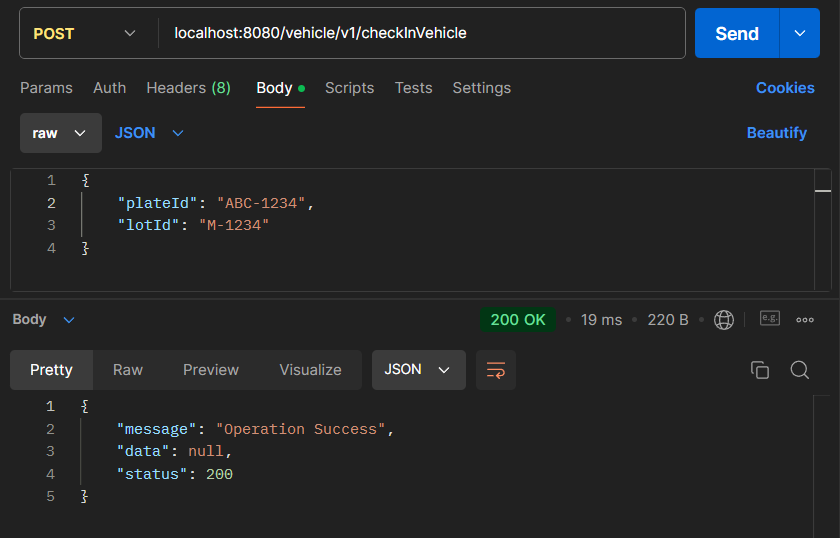 POST localhost:8080/vehicle/v1/checkInVehicle Send
Params Auth Headers (8) Body Scripts Tests Settings Cookies
raw JSON Beautify
1 {
2 "plateId": "ABC-1234",
3 "lotId": "M-1234"
4 }
Body 200 OK 19 ms 220 B e.g.
Pretty Raw Preview Visualize JSON
1 {
2 "message": "Operation Success",
3 "data": null,
4 "status": 200
5 }